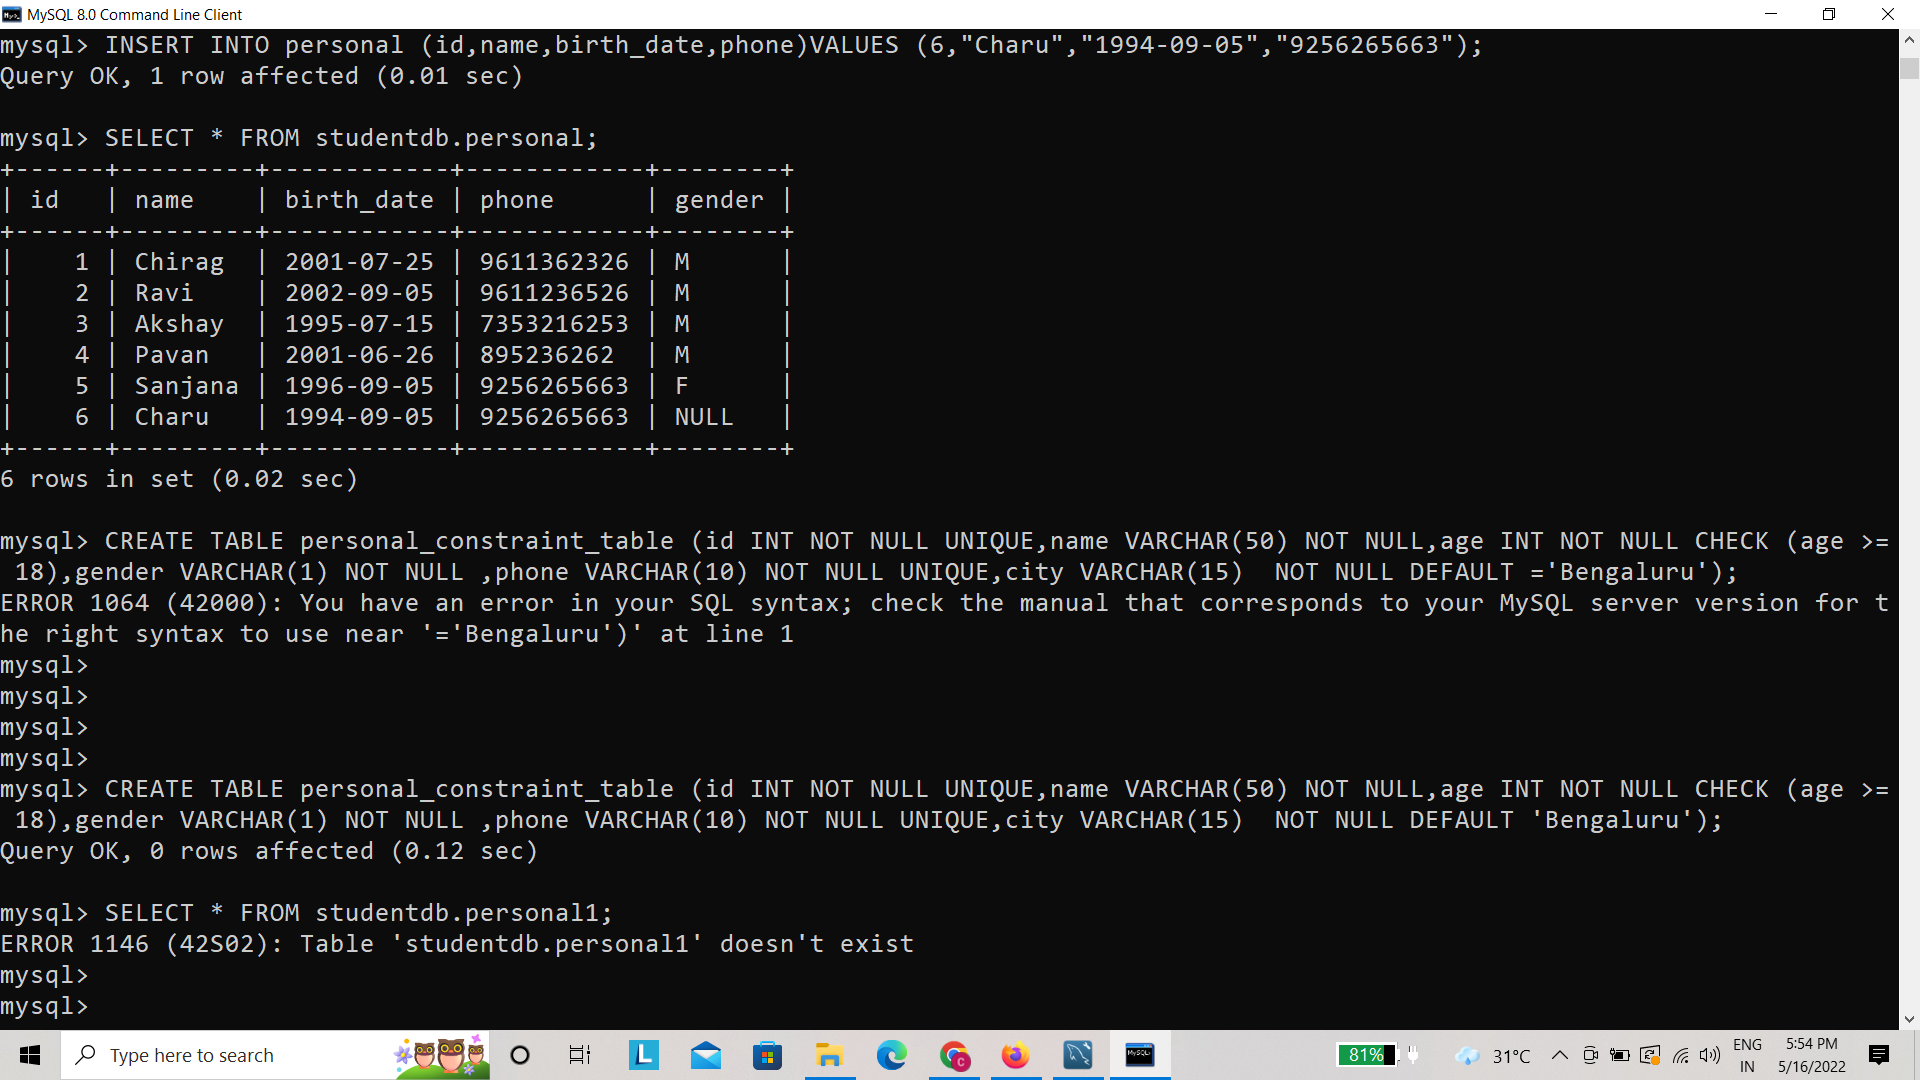 MySQL 8.0 Command Line Client
mysql> INSERT INTO personal (id,name,birth_date,phone)VALUES (6,"Charu","1994-09-05","9256265663");
Query OK, 1 row affected (0.01 sec)
mysql> SELECT * FROM studentdb.personal;
+------+---------+------------+------------+--------+
| id   | name    | birth_date | phone      | gender |
+------+---------+------------+------------+--------+
|    1 | Chirag  | 2001-07-25 | 9611362326 | M      |
|    2 | Ravi    | 2002-09-05 | 9611236526 | M      |
|    3 | Akshay  | 1995-07-15 | 7353216253 | M      |
|    4 | Pavan   | 2001-06-26 | 895236262  | M      |
|    5 | Sanjana | 1996-09-05 | 9256265663 | F      |
|    6 | Charu   | 1994-09-05 | 9256265663 | NULL   |
+------+---------+------------+------------+--------+
6 rows in set (0.02 sec)
mysql> CREATE TABLE personal_constraint_table (id INT NOT NULL UNIQUE,name VARCHAR(50) NOT NULL,age INT NOT NULL CHECK (age >=
 18),gender VARCHAR(1) NOT NULL ,phone VARCHAR(10) NOT NULL UNIQUE,city VARCHAR(15)  NOT NULL DEFAULT ='Bengaluru');
ERROR 1064 (42000): You have an error in your SQL syntax; check the manual that corresponds to your MySQL server version for t
he right syntax to use near '='Bengaluru')' at line 1
mysql>
mysql>
mysql>
mysql>
mysql> CREATE TABLE personal_constraint_table (id INT NOT NULL UNIQUE,name VARCHAR(50) NOT NULL,age INT NOT NULL CHECK (age >=
 18),gender VARCHAR(1) NOT NULL ,phone VARCHAR(10) NOT NULL UNIQUE,city VARCHAR(15)  NOT NULL DEFAULT 'Bengaluru');
Query OK, 0 rows affected (0.12 sec)
mysql> SELECT * FROM studentdb.personal1;
ERROR 1146 (42S02): Table 'studentdb.personal1' doesn't exist
mysql>
mysql>
Type here to search
L
MySQL
81%
31°C
ENG
IN
5:54 PM
5/16/2022